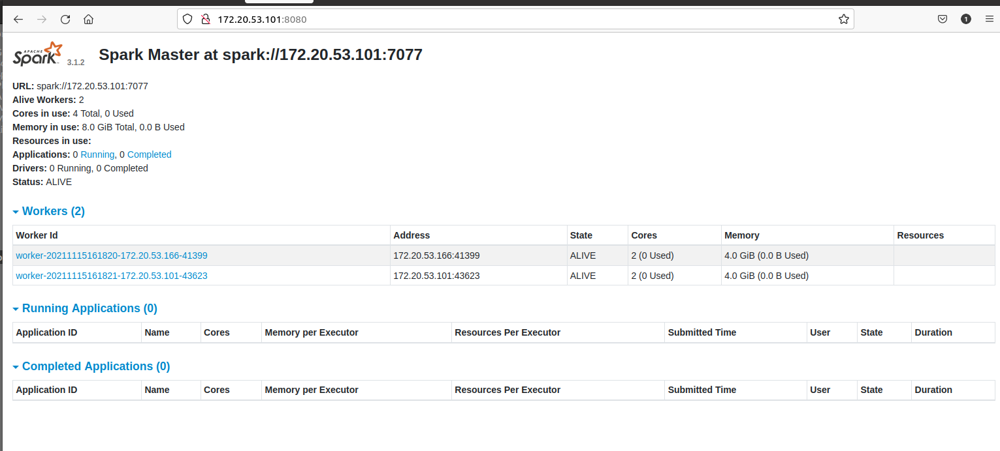 172.20.53.101:8080
1
APACHE Spark 3.1.2 Spark Master at spark://172.20.53.101:7077
URL: spark://172.20.53.101:7077
Alive Workers: 2
Cores in use: 4 Total, 0 Used
Memory in use: 8.0 GiB Total, 0.0 B Used
Resources in use:
Applications: 0 Running, 0 Completed
Drivers: 0 Running, 0 Completed
Status: ALIVE
Workers (2)
Worker Id Address State Cores Memory Resources
worker-20211115161820-172.20.53.166-41399 172.20.53.166:41399 ALIVE 2 (0 Used) 4.0 GiB (0.0 B Used)
worker-20211115161821-172.20.53.101-43623 172.20.53.101:43623 ALIVE 2 (0 Used) 4.0 GiB (0.0 B Used)
Running Applications (0)
Application ID Name Cores Memory per Executor Resources Per Executor Submitted Time User State Duration
Completed Applications (0)
Application ID Name Cores Memory per Executor Resources Per Executor Submitted Time User State Duration